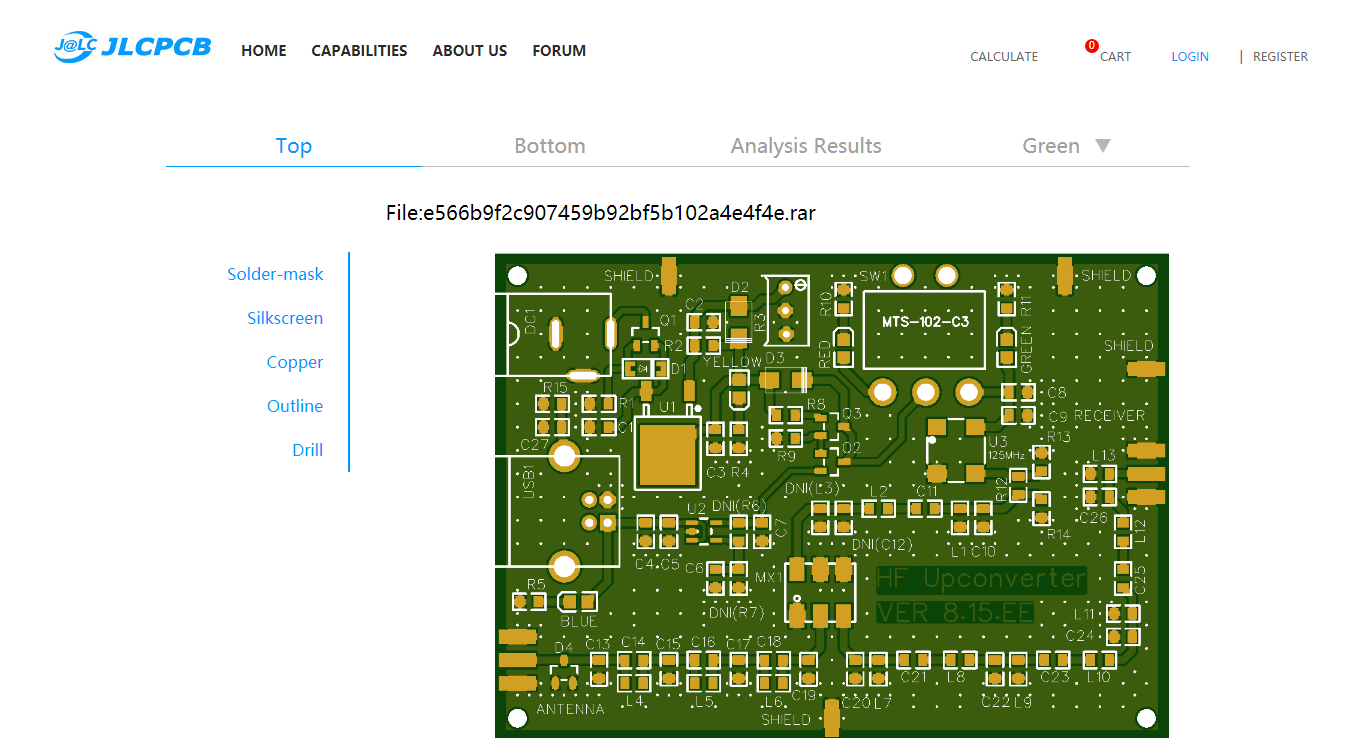 J@LC JLCPCB HOME CAPABILITIES ABOUT US FORUM
CALCULATE 0 CART LOGIN | REGISTER
Top Bottom Analysis Results Green ▼
File:e566b9f2c907459b92bf5b102a4e4f4e.rar
Solder-mask
Silkscreen
Copper
Outline
Drill
SHIELD SW1 SHIELD
D2
C2 R10 R11
DC1 Q1 R3 MTS-102-C3
R2 RED GREEN SHIELD
YELLOW D3
D1
R15 C8
R1 U1 R8 Q3 C9 RECEIVER
C1 R13
C27 R9 Q2 U3
125MHz L13
USB1 C3 R4 R12
DNI(L3) L2 C11
U2 DNI(R6) C26
C7 R14 L12
C4 C5 DNI(C12) L1 C10
C6 MX1 HF Upconverter C25
R5 DNI(R7) VER 8.15.EE L11
BLUE C24
D4 C13 C14 C15 C16 C17 C18
C19 C21 L8 C23 L10
ANTENNA L4 L5 L6 C20 L7 C22 L9
SHIELD